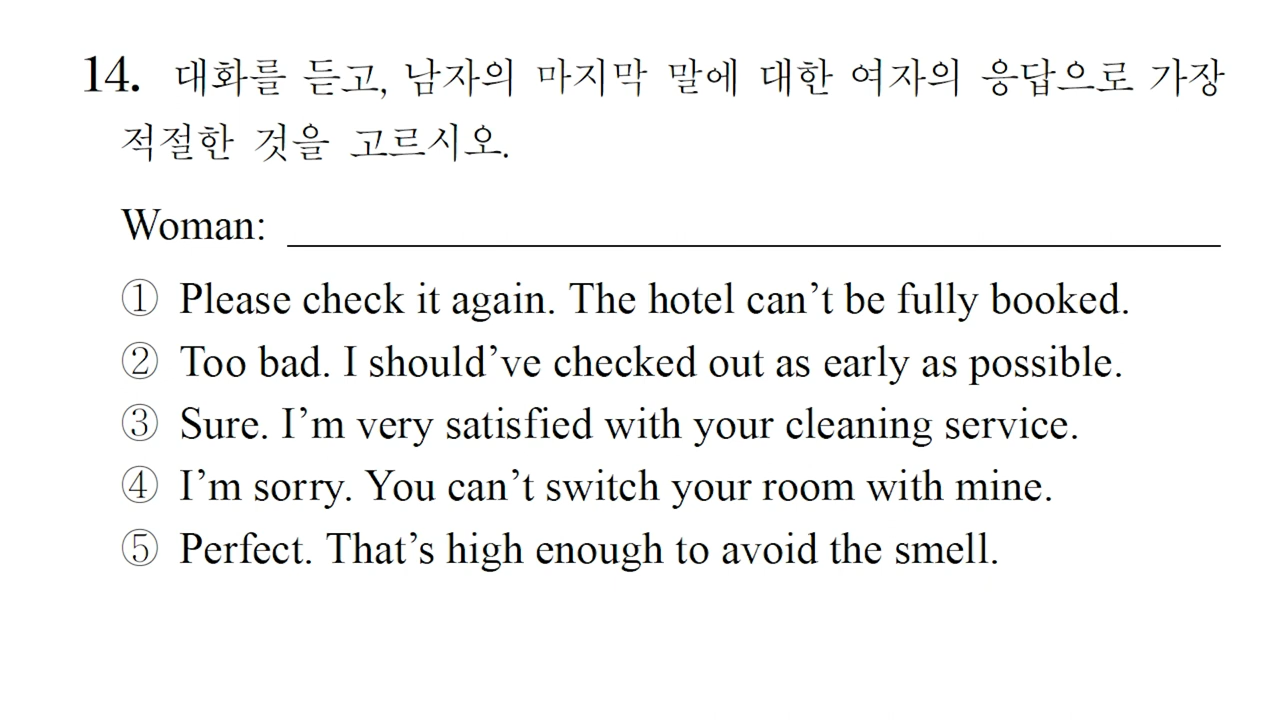 14. 대화를 듣고, 남자의 마지막 말에 대한 여자의 응답으로 가장
적절한 것을 고르시오.
Woman:
① Please check it again. The hotel can’t be fully booked.
② Too bad. I should’ve checked out as early as possible.
③ Sure. I’m very satisfied with your cleaning service.
④ I’m sorry. You can’t switch your room with mine.
⑤ Perfect. That’s high enough to avoid the smell.